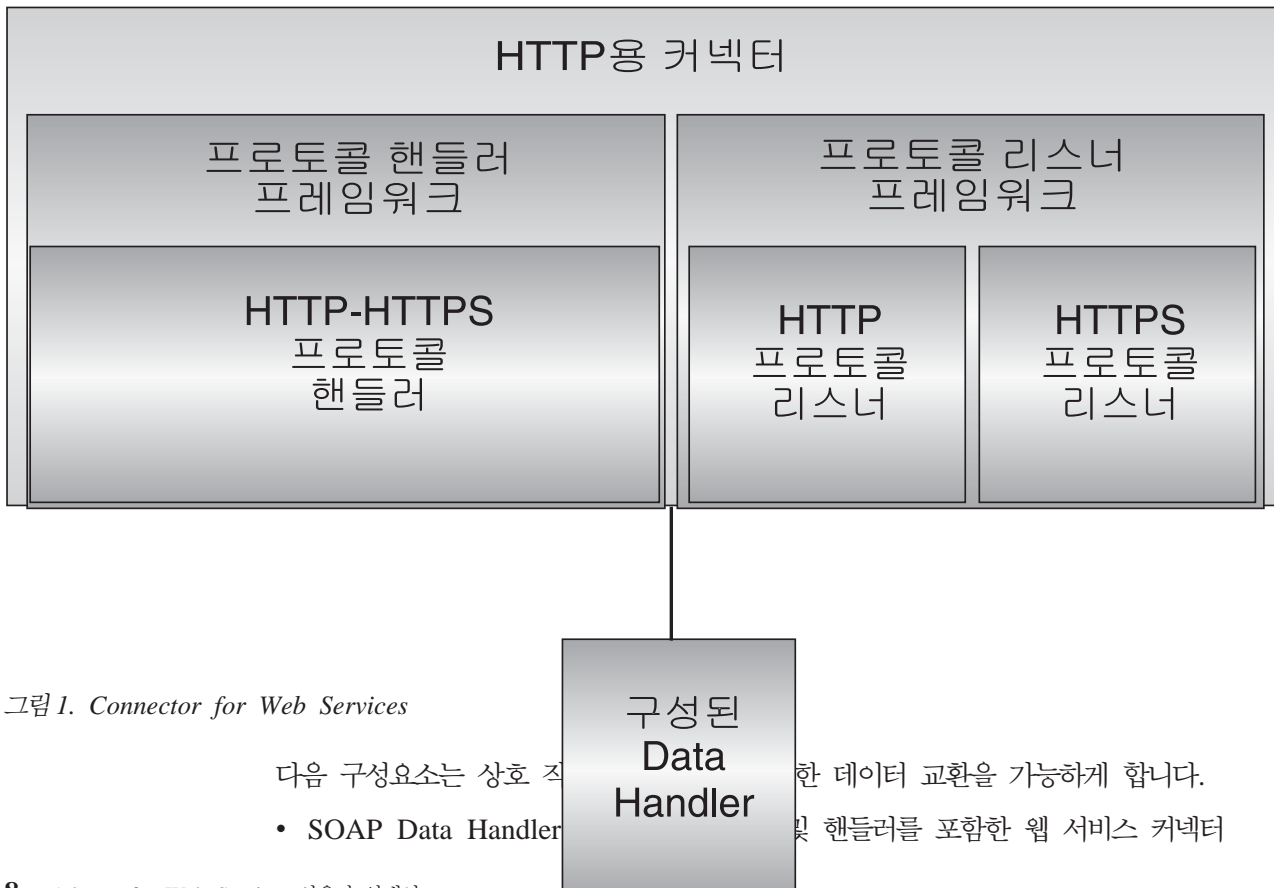 HTTP용 커넥터
프로토콜 핸들러
프레임워크
프로토콜 리스너
프레임워크
HTTP-HTTPS
프로토콜
핸들러
HTTP
프로토콜
리스너
HTTPS
프로토콜
리스너
구성된
Data
Handler
그림 1. Connector for Web Services
다음 구성요소는 상호 한 데이터 교환을 가능하게 합니다.
• SOAP Data Handler 및 핸들러를 포함한 웹 서비스 커넥터